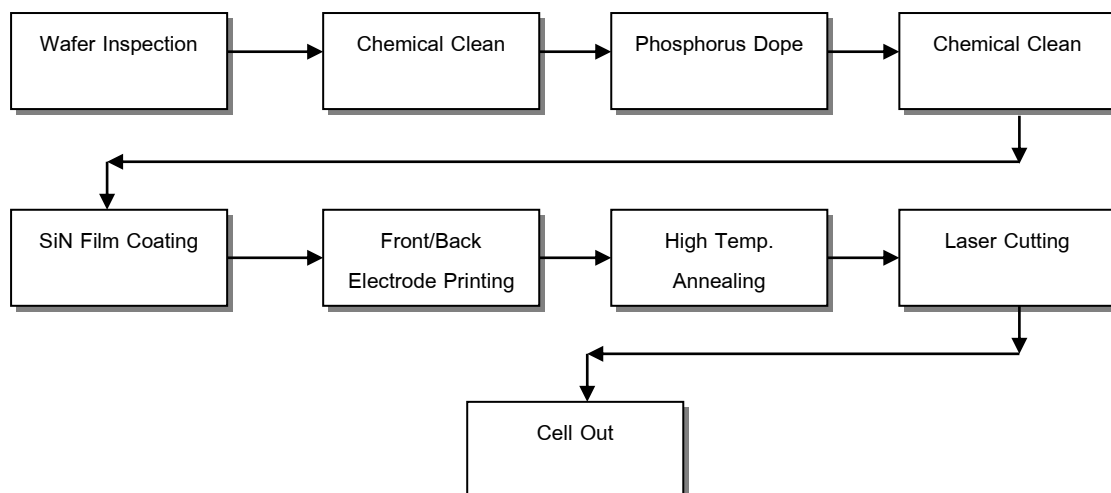 Wafer Inspection
Chemical Clean
Phosphorus Dope
Chemical Clean
SiN Film Coating
Front/Back
Electrode Printing
High Temp.
Annealing
Laser Cutting
Cell Out